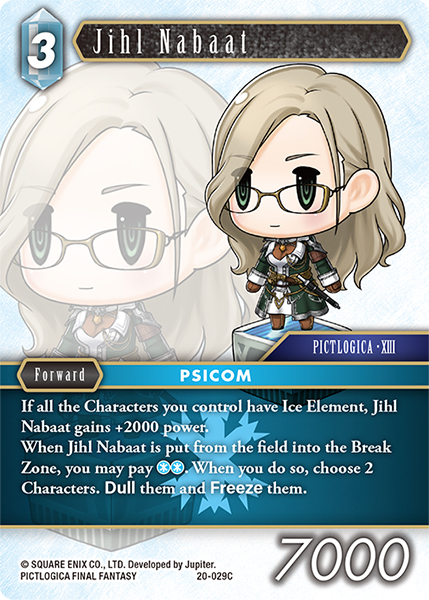 3
Jihl Nabaat
PICTLOGICA · XIII
Forward
PSICOM
If all the Characters you control have Ice Element, Jihl
Nabaat gains +2000 power.
When Jihl Nabaat is put from the field into the Break
Zone, you may pay ❄❄. When you do so, choose 2
Characters. Dull them and Freeze them.
© SQUARE ENIX CO., LTD. Developed by Jupiter.
PICTLOGICA FINAL FANTASY
20-029C
7000